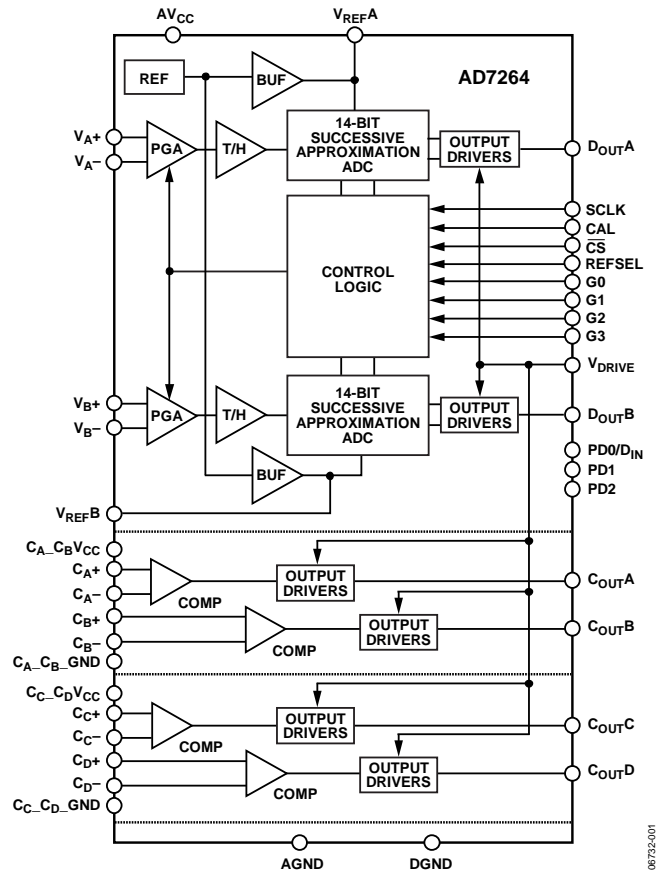 AVCC
VREFA
REF
BUF
AD7264
VA+
VA−
PGA
T/H
14-BIT
SUCCESSIVE
APPROXIMATION
ADC
OUTPUT
DRIVERS
DOUTA
SCLK
CAL
CS
REFSEL
G0
G1
G2
G3
CONTROL
LOGIC
VDRIVE
VB+
VB−
PGA
T/H
14-BIT
SUCCESSIVE
APPROXIMATION
ADC
OUTPUT
DRIVERS
DOUTB
PD0/DIN
PD1
PD2
BUF
VREFB
CA_CBVCC
CA+
CA−
COMP
OUTPUT
DRIVERS
COUTA
CB+
CB−
COMP
OUTPUT
DRIVERS
COUTB
CA_CB_GND
CC_CDVCC
CC+
CC−
COMP
OUTPUT
DRIVERS
COUTC
CD+
CD−
COMP
OUTPUT
DRIVERS
COUTD
CC_CD_GND
AGND
DGND
06732-001